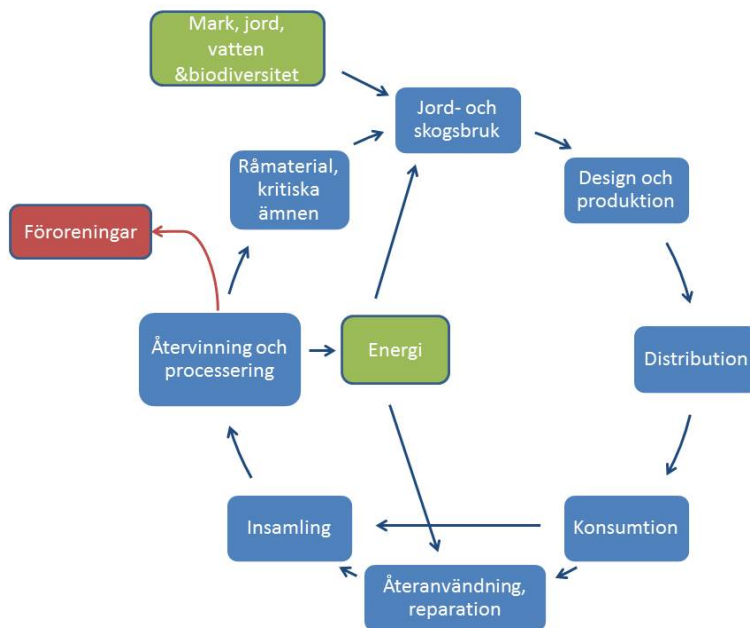 Mark, jord,
vatten
&biodiversitet
Jord- och
skogsbruk
Råmaterial,
kritiska
ämnen
Design och
produktion
Föroreningar
Återvinning och
processering
Energi
Distribution
Insamling
Konsumtion
Återanvändning,
reparation